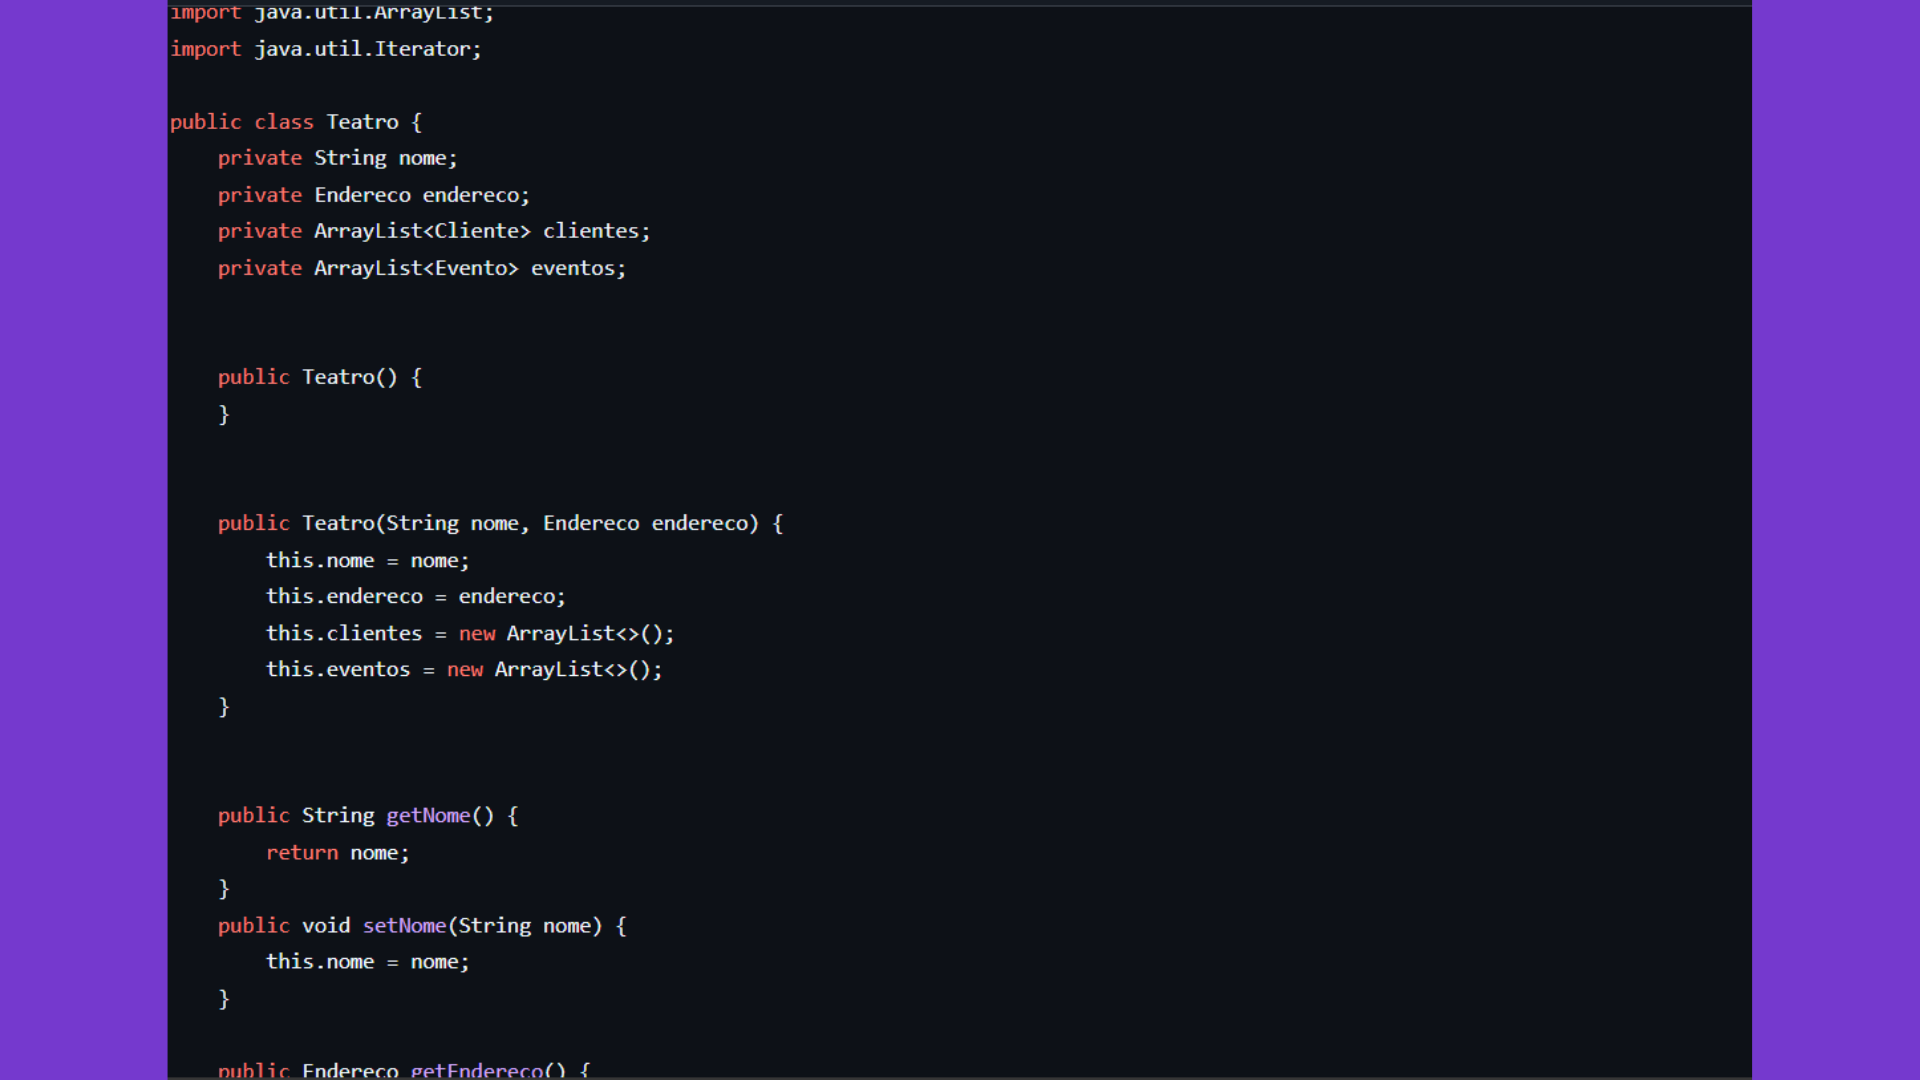 import java.util.ArrayList;
import java.util.Iterator;
public class Teatro {
    private String nome;
    private Endereco endereco;
    private ArrayList<Cliente> clientes;
    private ArrayList<Evento> eventos;
    public Teatro() {
    }
    public Teatro(String nome, Endereco endereco) {
        this.nome = nome;
        this.endereco = endereco;
        this.clientes = new ArrayList<>();
        this.eventos = new ArrayList<>();
    }
    public String getNome() {
        return nome;
    }
    public void setNome(String nome) {
        this.nome = nome;
    }
    public Endereco getEndereco() {